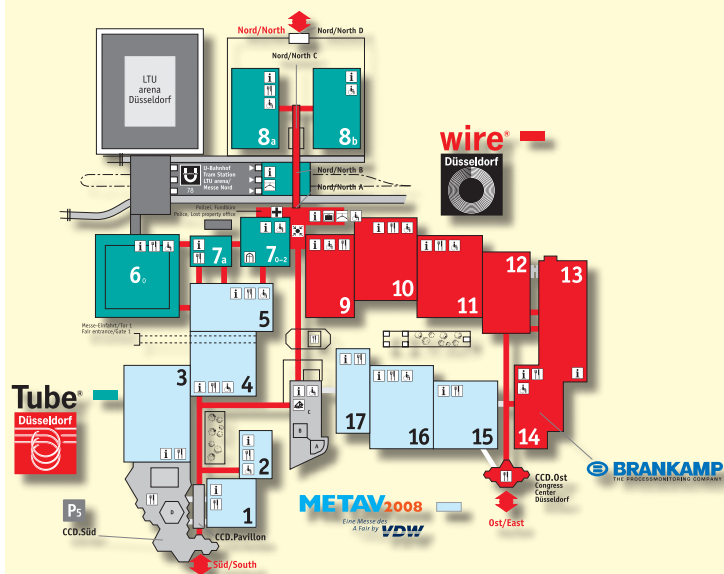 Nord/North
Nord/North D
Nord/North C
LTU
arena
Düsseldorf
8a
8b
wire®
Düsseldorf
U-Bahnhof
Tram Station
LTU arena/
Messe Nord
U
78
Nord/North B
Nord/North A
Polizei, Fundbüro
Police, Lost property office
6 0
7a
7 0-2
9
10
11
12
13
Messe-Einfahrt/Tor 1
Fair entrance/Gate 1
5
3
4
Tube®
Düsseldorf
C
B
A
17
16
15
14
2
1
BRANKAMP
THE PROCESSMONITORING COMPANY
CCD.Ost
Congress
Center
Düsseldorf
METAV2008
Eine Messe des
A Fair by VDW
Ost/East
P5
D
CCD.Süd
CCD.Pavillon
Süd/South